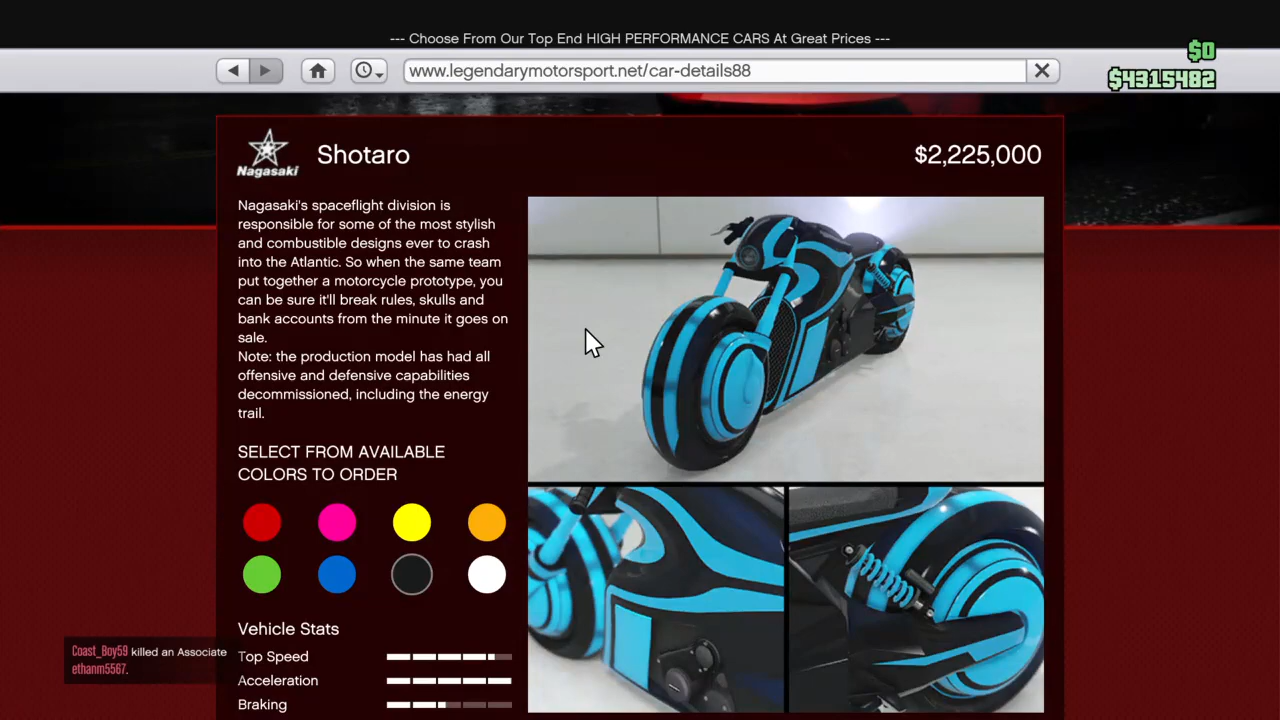 --- Choose From Our Top End HIGH PERFORMANCE CARS At Great Prices ---
$0
www.legendarymotorsport.net/car-details88
$4315482
Nagasaki
Shotaro
$2,225,000
Nagasaki's spaceflight division is
responsible for some of the most stylish
and combustible designs ever to crash
into the Atlantic. So when the same team
put together a motorcycle prototype, you
can be sure it'll break rules, skulls and
bank accounts from the minute it goes on
sale.
Note: the production model has had all
offensive and defensive capabilities
decommissioned, including the energy
trail.
SELECT FROM AVAILABLE
COLORS TO ORDER
Vehicle Stats
Top Speed
Acceleration
Braking
Coast_Boy59 killed an Associate
ethanm5567.